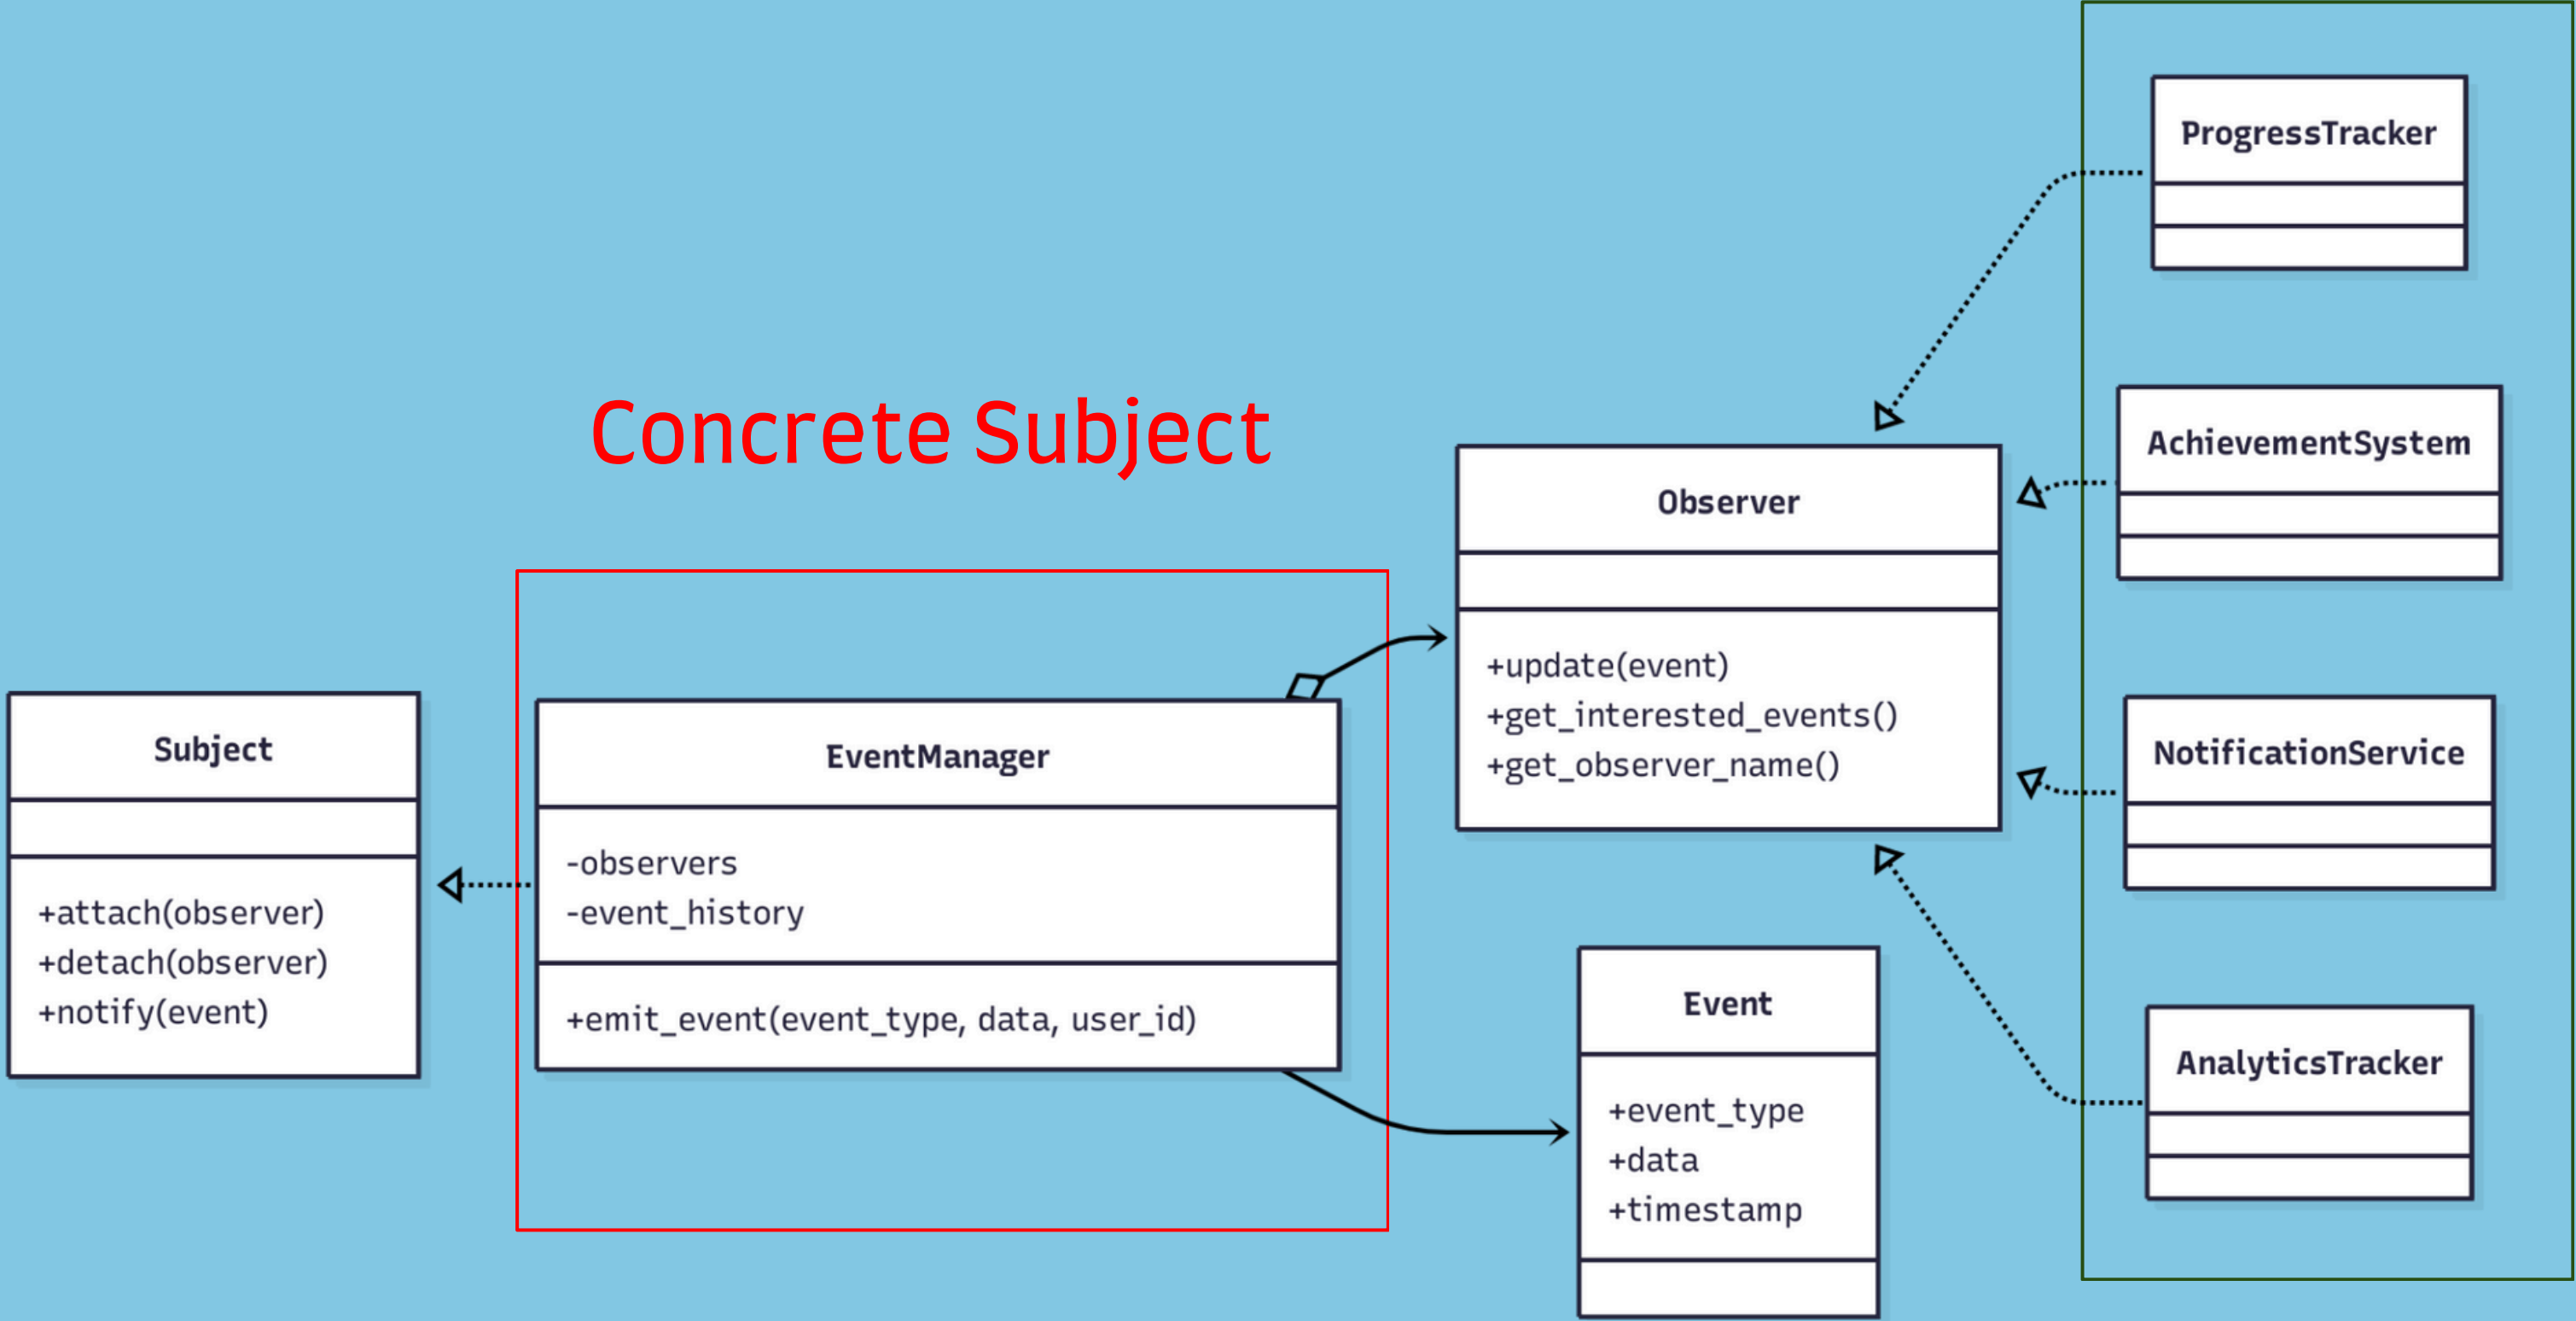 Concrete Subject
Subject
+attach(observer)
+detach(observer)
+notify(event)
EventManager
-observers
-event_history
+emit_event(event_type, data, user_id)
Observer
+update(event)
+get_interested_events()
+get_observer_name()
Event
+event_type
+data
+timestamp
ProgressTracker
AchievementSystem
NotificationService
AnalyticsTracker